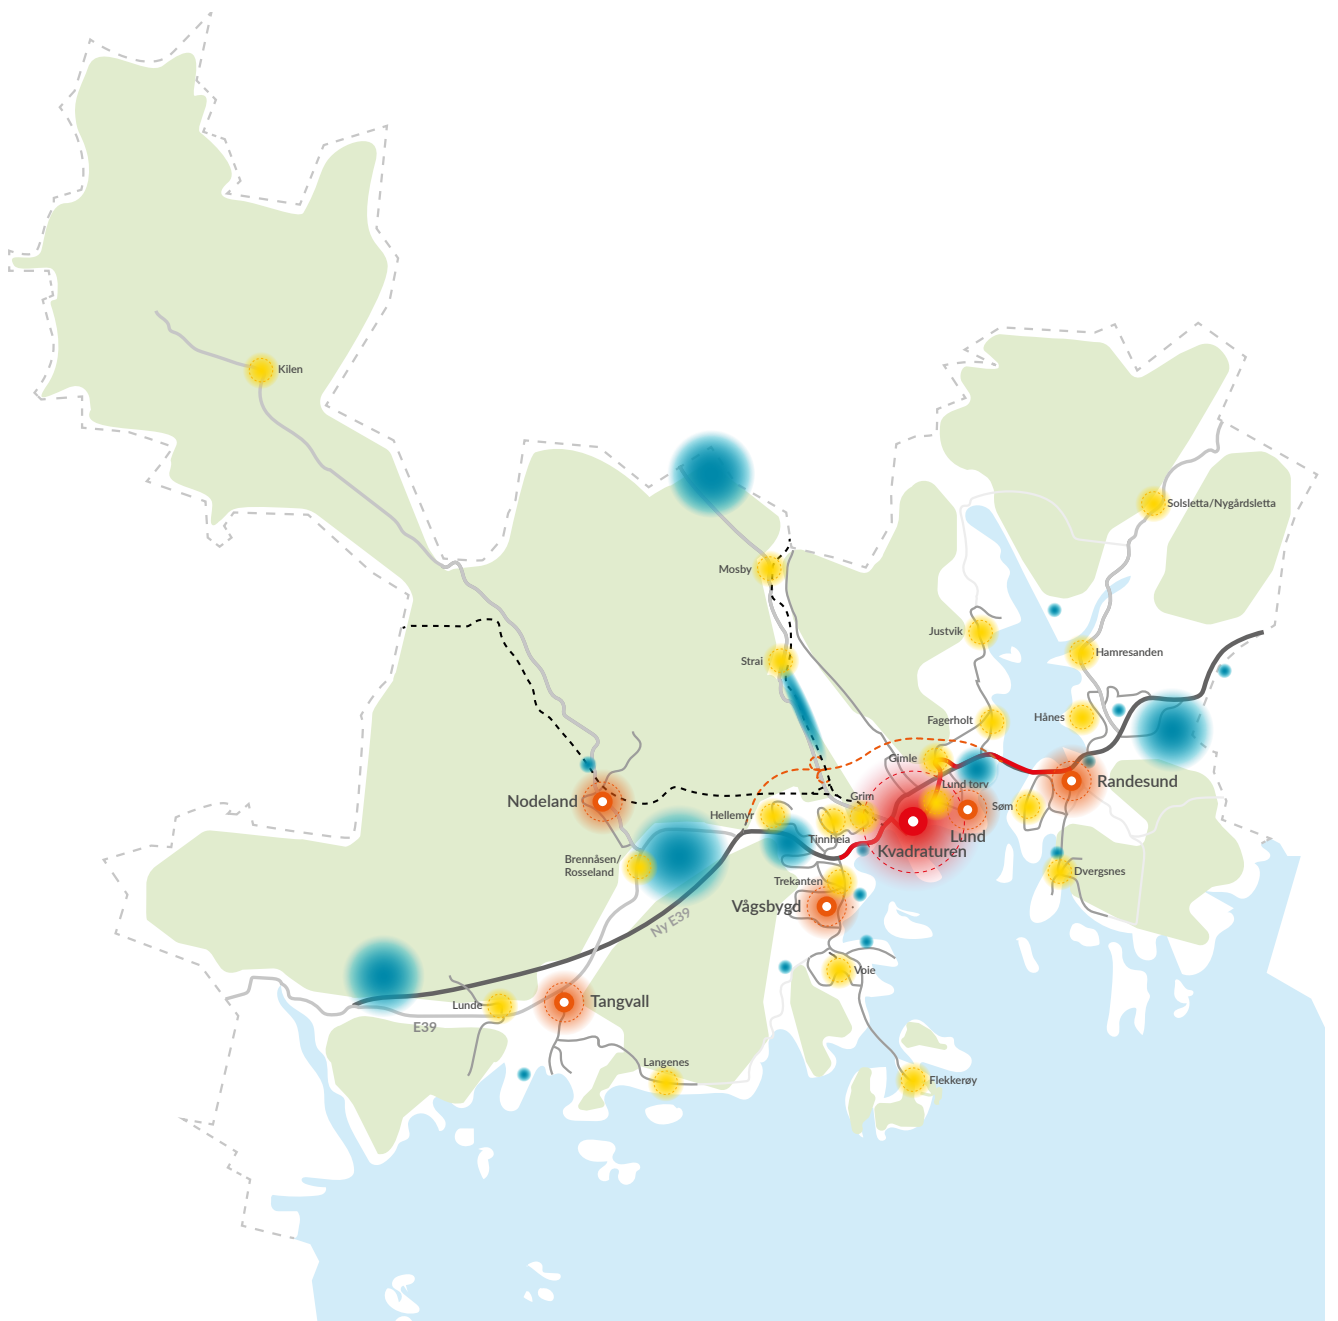 Kilen
Solsletta/Nygårdsletta
Mosby
Justvik
Hamresanden
Strai
Fagerholt
Hånes
Gimle
Randesund
Lund torv
Nodeland
Grim
Søm
Hellemyr
Tinnheia
Lund
Kvadraturen
Brennåsen/
Rosseland
Dvergsnes
Trekanten
Vågsbygd
Ny E39
Voie
Lunde
Tangvall
E39
Langenes
Flekkerøy